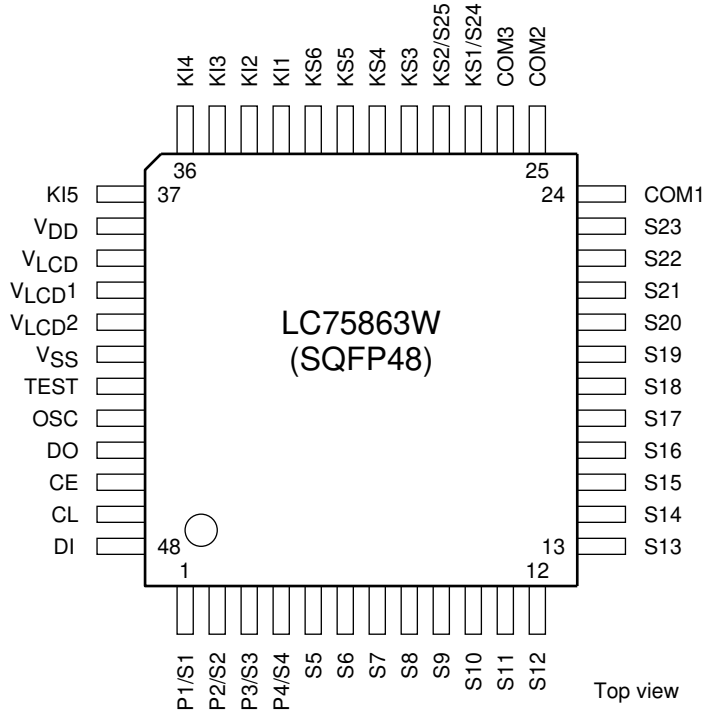 KI4
KI3
KI2
KI1
KS6
KS5
KS4
KS3
KS2/S25
KS1/S24
COM3
COM2
36
25
37
24
KI5
VDD
VLCD
VLCD1
VLCD2
VSS
TEST
OSC
DO
CE
CL
DI
LC75863W
(SQFP48)
COM1
S23
S22
S21
S20
S19
S18
S17
S16
S15
S14
S13
48
13
1
12
P1/S1
P2/S2
P3/S3
P4/S4
S5
S6
S7
S8
S9
S10
S11
S12
Top view